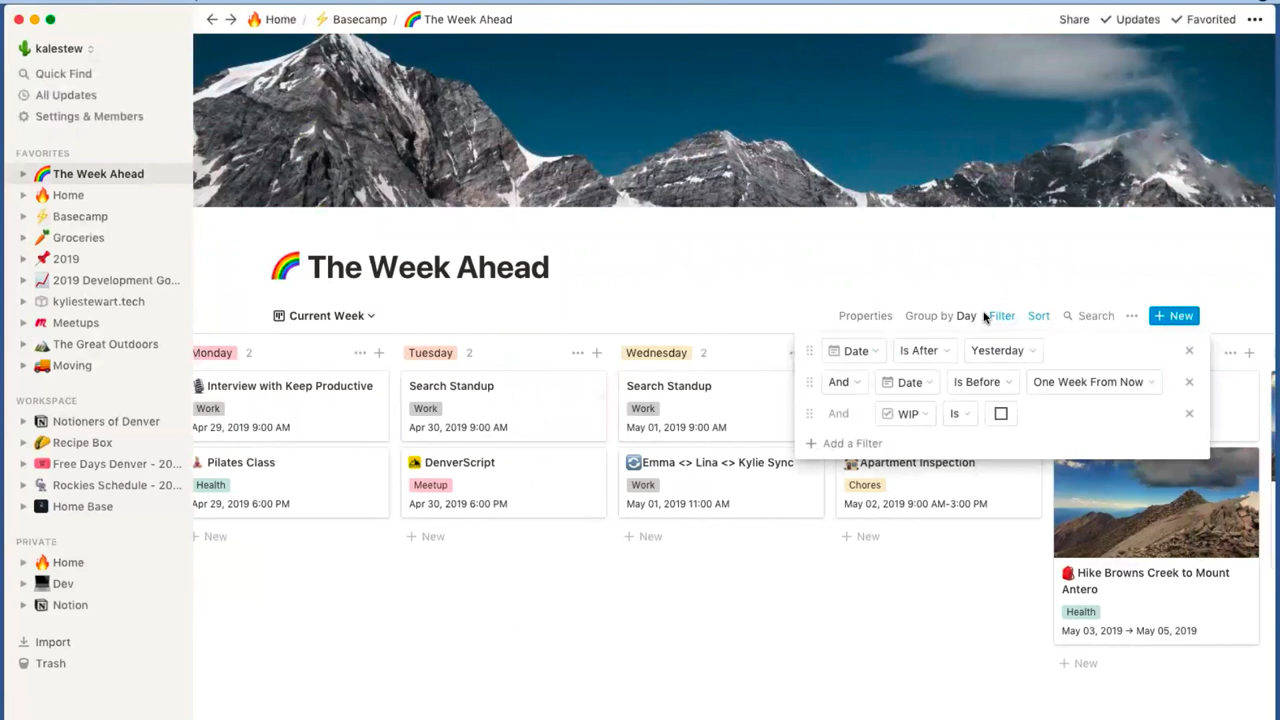 Home / Basecamp / The Week Ahead
Share Updates Favorited
kalestew
Quick Find
All Updates
Settings & Members
FAVORITES
The Week Ahead
Home
Basecamp
Groceries
2019
2019 Development Go...
kyliestewart.tech
Meetups
The Great Outdoors
Moving
WORKSPACE
Notioners of Denver
Recipe Box
Free Days Denver - 20...
Rockies Schedule - 20...
Home Base
PRIVATE
Home
Dev
Notion
Import
Trash
The Week Ahead
Current Week
Properties Group by Day Filter Sort Search ••• + New
Date Is After Yesterday
And Date Is Before One Week From Now
And WIP Is
+ Add a Filter
Monday 2
Interview with Keep Productive
Work
Apr 29, 2019 9:00 AM
Pilates Class
Health
Apr 29, 2019 6:00 PM
+ New
Tuesday 2
Search Standup
Work
Apr 30, 2019 9:00 AM
DenverScript
Meetup
Apr 30, 2019 6:00 PM
+ New
Wednesday 2
Search Standup
Work
May 01, 2019 9:00 AM
Emma <> Lina <> Kylie Sync
Work
May 01, 2019 11:00 AM
+ New
Apartment Inspection
Chores
May 02, 2019 9:00 AM-3:00 PM
+ New
Hike Browns Creek to Mount
Antero
Health
May 03, 2019 → May 05, 2019
+ New